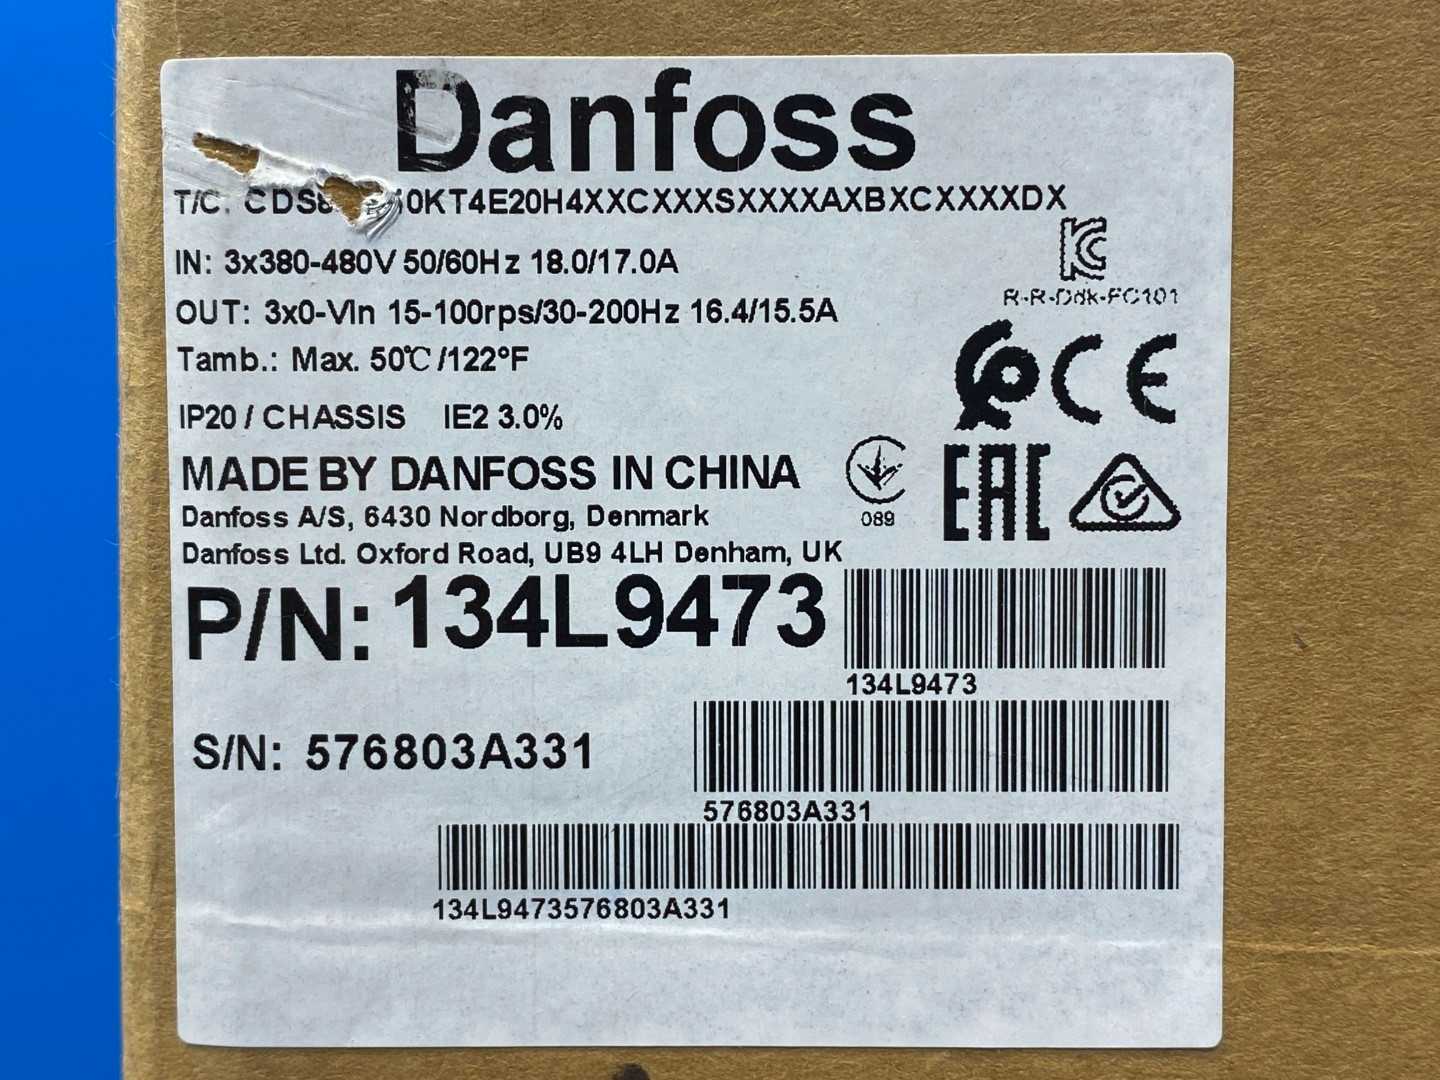 Danfoss
T/C: 0KT4E20H4XXCXXXSXXXXAXBXCXXXXDX
IN: 3x380-480V 50/60Hz 18.0/17.0A
R-R-Ddk-FC101
OUT: 3x0-Vin 15-100rps/30-200Hz 16.4/15.5A
Tamb.: Max. 50℃/122°F
CE
IP20 / CHASSIS IE2 3.0%
MADE BY DANFOSS IN CHINA
089
EAC
Danfoss A/S, 6430 Nordborg, Denmark
Danfoss Ltd. Oxford Road, UB9 4LH Denham, UK
P/N: 134L9473
134L9473
S/N: 576803A331
576803A331
134L9473576803A331